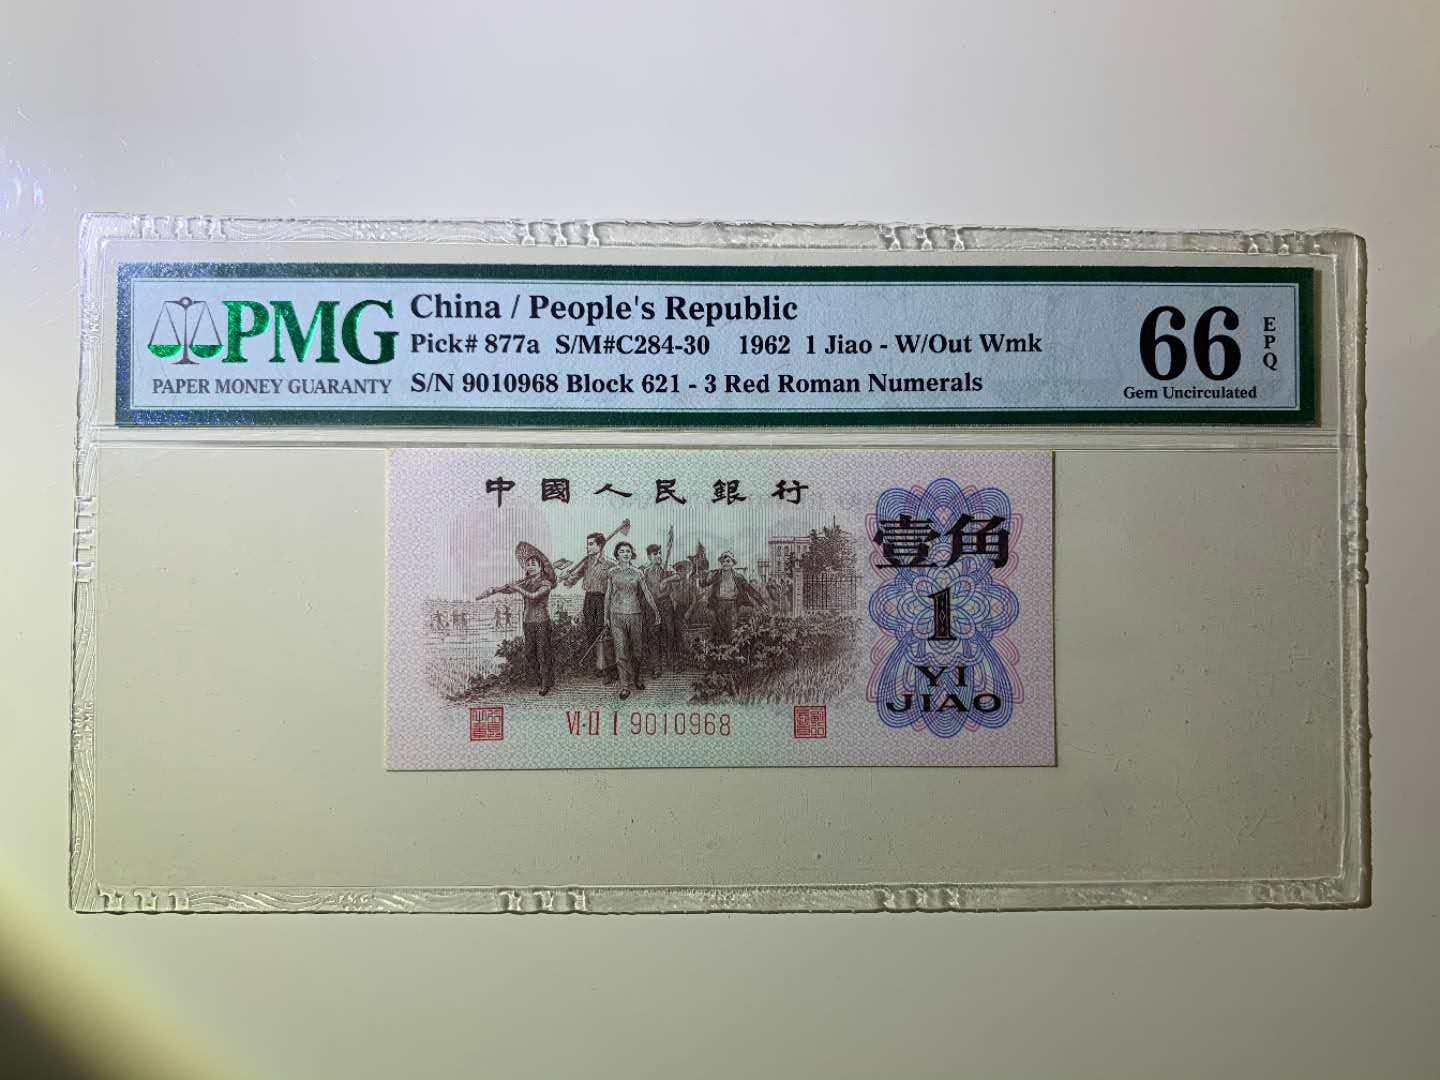 PMG
PAPER MONEY GUARANTY
China / People's Republic
Pick# 877a S/M#C284-30 1962 1 Jiao - W/Out Wmk
S/N 9010968 Block 621 - 3 Red Roman Numerals
66
EPQ
Gem Uncirculated
中國人民銀行
壹角
1
YI
JIAO
VI II I 9010968